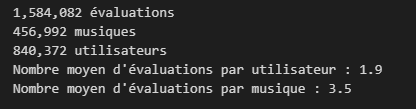 1,584,082 évaluations
456,992 musiques
840,372 utilisateurs
Nombre moyen d'évaluations par utilisateur : 1.9
Nombre moyen d'évaluations par musique : 3.5